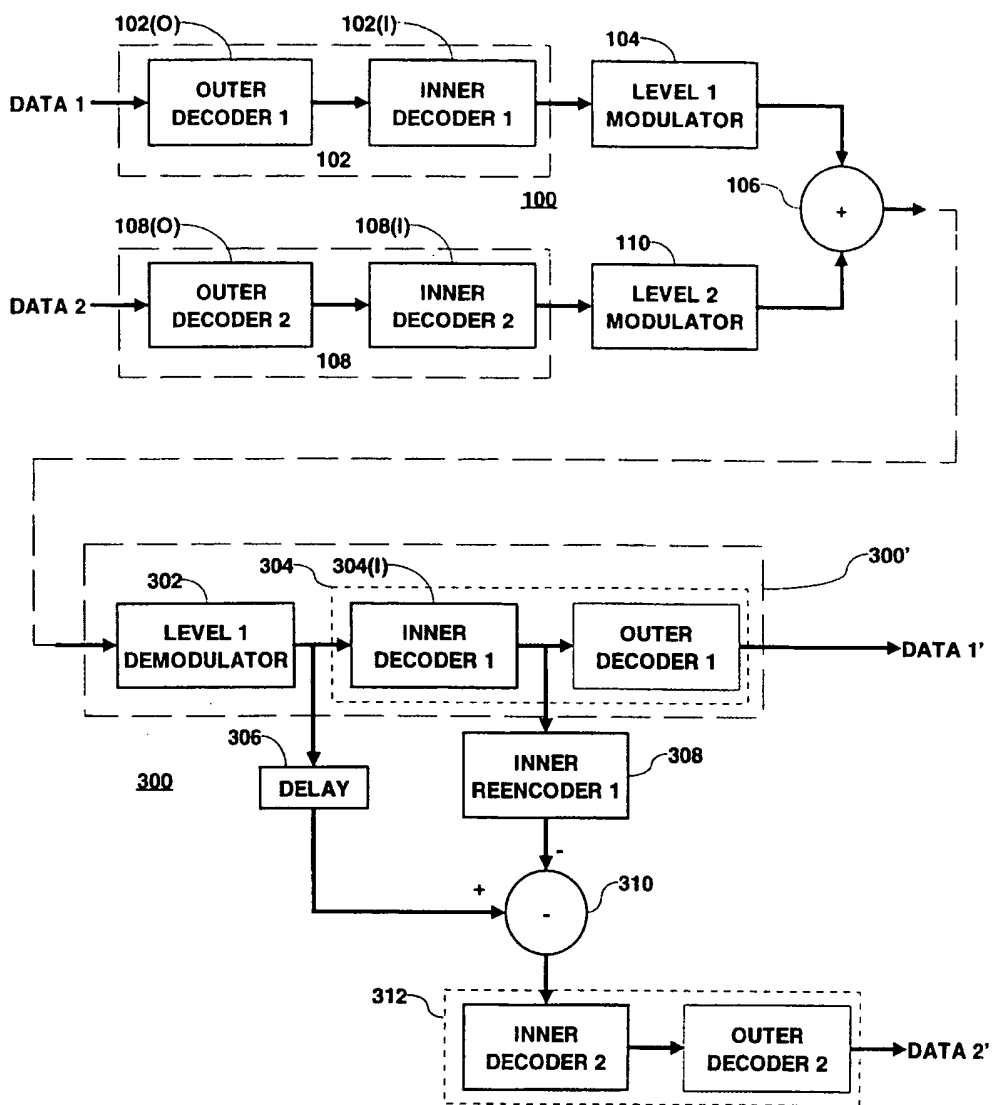 102(O)
102(I)
104
DATA 1
OUTER
DECODER 1
INNER
DECODER 1
LEVEL 1
MODULATOR
102
100
106
+
108(O)
108(I)
110
DATA 2
OUTER
DECODER 2
INNER
DECODER 2
LEVEL 2
MODULATOR
108
302
304
304(I)
300'
LEVEL 1
DEMODULATOR
INNER
DECODER 1
OUTER
DECODER 1
DATA 1'
306
300
DELAY
INNER
REENCODER 1
308
-
+
-
310
312
INNER
DECODER 2
OUTER
DECODER 2
DATA 2'